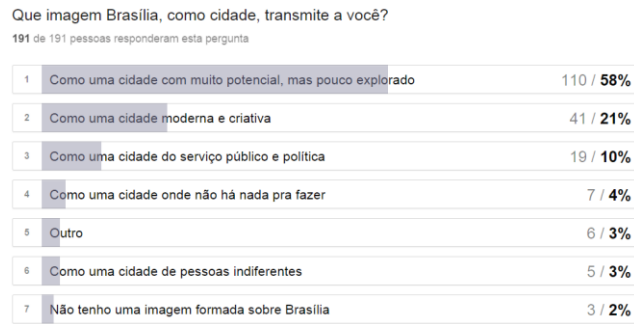 Que imagem Brasília, como cidade, transmite a você?
191 de 191 pessoas responderam esta pergunta
1 Como uma cidade com muito potencial, mas pouco explorado 110 / 58%
2 Como uma cidade moderna e criativa 41 / 21%
3 Como uma cidade do serviço público e política 19 / 10%
4 Como uma cidade onde não há nada pra fazer 7 / 4%
5 Outro 6 / 3%
6 Como uma cidade de pessoas indiferentes 5 / 3%
7 Não tenho uma imagem formada sobre Brasília 3 / 2%